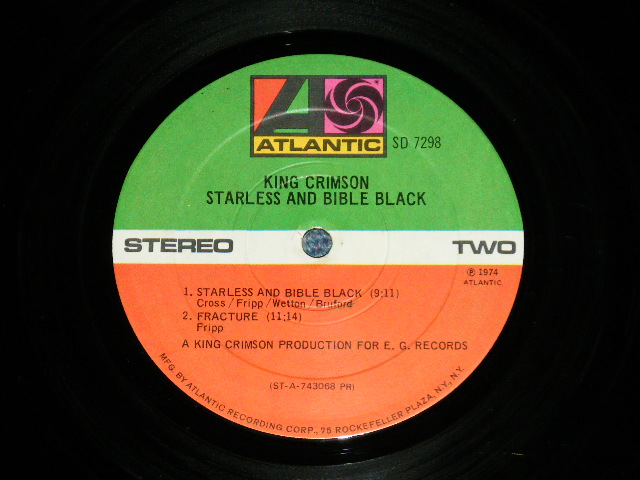 ATLANTIC
SD 7298
KING CRIMSON
STARLESS AND BIBLE BLACK
STEREO
TWO
℗ 1974
ATLANTIC
1. STARLESS AND BIBLE BLACK (9:11)
Cross/Fripp/Wetton/Bruford
2. FRACTURE (11:14)
Fripp
A KING CRIMSON PRODUCTION FOR E. G. RECORDS
(ST-A-743068 PR)
MFG. BY ATLANTIC RECORDING CORP., 75 ROCKEFELLER PLAZA, N.Y., N.Y.